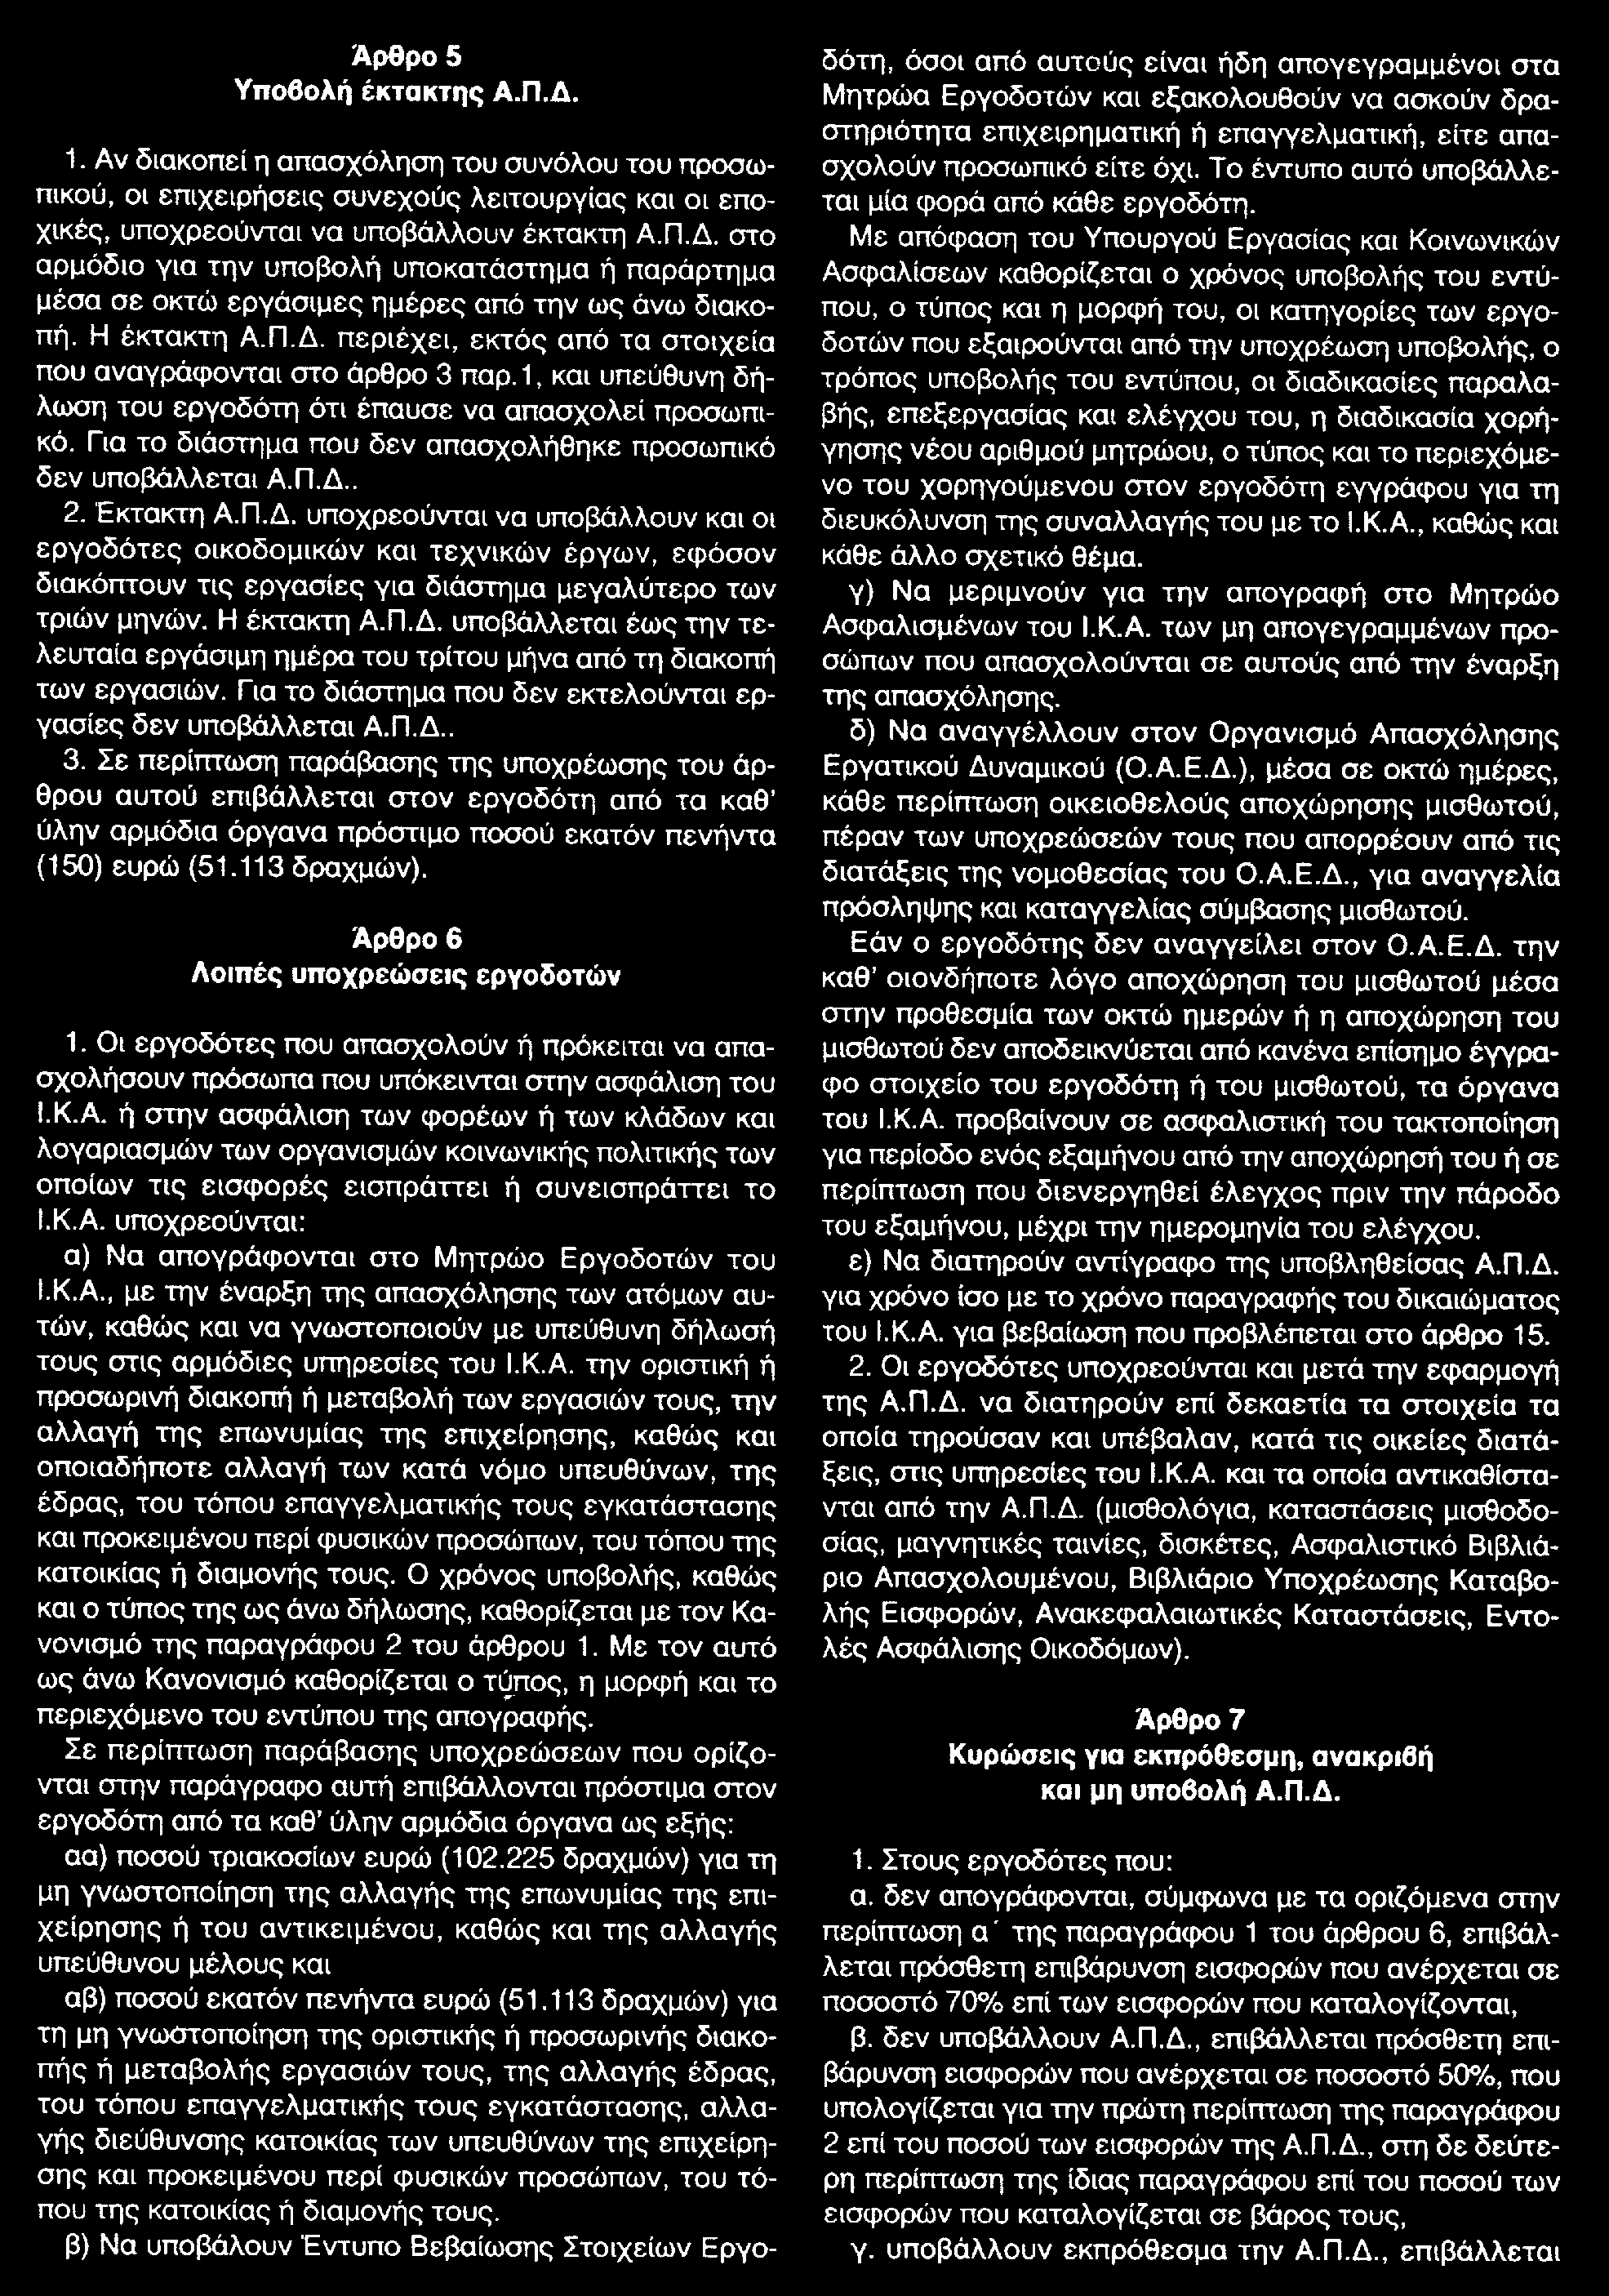 Άρθρο 5
Υποβολή έκτακτης Α.Π.Δ.
1. Αν διακοπεί η απασχόληση του συνόλου του προσω-
πικού, οι επιχειρήσεις συνεχούς λειτουργίας και οι επο-
χικές, υποχρεούνται να υποβάλλουν έκτακτη Α.Π.Δ. στο
αρμόδιο για την υποβολή υποκατάστημα ή παράρτημα
μέσα σε οκτώ εργάσιμες ημέρες από την ως άνω διακο-
πή. Η έκτακτη Α.Π.Δ. περιέχει, εκτός από τα στοιχεία
που αναγράφονται στο άρθρο 3 παρ.1, και υπεύθυνη δή-
λωση του εργοδότη ότι έπαυσε να απασχολεί προσωπι-
κό. Για το διάστημα που δεν απασχολήθηκε προσωπικό
δεν υποβάλλεται Α.Π.Δ..
2. Έκτακτη Α.Π.Δ. υποχρεούνται να υποβάλλουν και οι
εργοδότες οικοδομικών και τεχνικών έργων, εφόσον
διακόπτουν τις εργασίες για διάστημα μεγαλύτερο των
τριών μηνών. Η έκτακτη Α.Π.Δ. υποβάλλεται έως την τε-
λευταία εργάσιμη ημέρα του τρίτου μήνα από τη διακοπή
των εργασιών. Για το διάστημα που δεν εκτελούνται ερ-
γασίες δεν υποβάλλεται Α.Π.Δ..
3. Σε περίπτωση παράβασης της υποχρέωσης του άρ-
θρου αυτού επιβάλλεται στον εργοδότη από τα καθ'
ύλην αρμόδια όργανα πρόστιμο ποσού εκατόν πενήντα
(150) ευρώ (51.113 δραχμών).
Άρθρο 6
Λοιπές υποχρεώσεις εργοδοτών
1. Οι εργοδότες που απασχολούν ή πρόκειται να απα-
σχολήσουν πρόσωπα που υπόκεινται στην ασφάλιση του
Ι.Κ.Α. ή στην ασφάλιση των φορέων ή των κλάδων και
λογαριασμών των οργανισμών κοινωνικής πολιτικής των
οποίων τις εισφορές εισπράττει ή συνεισπράττει το
Ι.Κ.Α. υποχρεούνται:
α) Να απογράφονται στο Μητρώο Εργοδοτών του
Ι.Κ.Α., με την έναρξη της απασχόλησης των ατόμων αυ-
τών, καθώς και να γνωστοποιούν με υπεύθυνη δήλωσή
τους στις αρμόδιες υπηρεσίες του Ι.Κ.Α. την οριστική ή
προσωρινή διακοπή ή μεταβολή των εργασιών τους, την
αλλαγή της επωνυμίας της επιχείρησης, καθώς και
οποιαδήποτε αλλαγή των κατά νόμο υπευθύνων, της
έδρας, του τόπου επαγγελματικής τους εγκατάστασης
και προκειμένου περί φυσικών προσώπων, του τόπου της
κατοικίας ή διαμονής τους. Ο χρόνος υποβολής, καθώς
και ο τύπος της ως άνω δήλωσης, καθορίζεται με τον Κα-
νονισμό της παραγράφου 2 του άρθρου 1. Με τον αυτό
ως άνω Κανονισμό καθορίζεται ο τύπος, η μορφή και το
περιεχόμενο του εντύπου της απογραφής.
Σε περίπτωση παράβασης υποχρεώσεων που ορίζο-
νται στην παράγραφο αυτή επιβάλλονται πρόστιμα στον
εργοδότη από τα καθ' ύλην αρμόδια όργανα ως εξής:
αα) ποσού τριακοσίων ευρώ (102.225 δραχμών) για τη
μη γνωστοποίηση της αλλαγής της επωνυμίας της επι-
χείρησης ή του αντικειμένου, καθώς και της αλλαγής
υπεύθυνου μέλους και
αβ) ποσού εκατόν πενήντα ευρώ (51.113 δραχμών) για
τη μη γνωστοποίηση της οριστικής ή προσωρινής διακο-
πής ή μεταβολής εργασιών τους, της αλλαγής έδρας,
του τόπου επαγγελματικής τους εγκατάστασης, αλλα-
γής διεύθυνσης κατοικίας των υπευθύνων της επιχείρη-
σης και προκειμένου περί φυσικών προσώπων, του τό-
που της κατοικίας ή διαμονής τους.
β) Να υποβάλουν Έντυπο Βεβαίωσης Στοιχείων Εργο-
δότη, όσοι από αυτούς είναι ήδη απογεγραμμένοι στα
Μητρώα Εργοδοτών και εξακολουθούν να ασκούν δρα-
στηριότητα επιχειρηματική ή επαγγελματική, είτε απα-
σχολούν προσωπικό είτε όχι. Το έντυπο αυτό υποβάλλε-
ται μία φορά από κάθε εργοδότη.
Με απόφαση του Υπουργού Εργασίας και Κοινωνικών
Ασφαλίσεων καθορίζεται ο χρόνος υποβολής του εντύ-
που, ο τύπος και η μορφή του, οι κατηγορίες των εργο-
δοτών που εξαιρούνται από την υποχρέωση υποβολής, ο
τρόπος υποβολής του εντύπου, οι διαδικασίες παραλα-
βής, επεξεργασίας και ελέγχου του, η διαδικασία χορή-
γησης νέου αριθμού μητρώου, ο τύπος και το περιεχόμε-
νο του χορηγούμενου στον εργοδότη εγγράφου για τη
διευκόλυνση της συναλλαγής του με το Ι.Κ.Α., καθώς και
κάθε άλλο σχετικό θέμα.
γ) Να μεριμνούν για την απογραφή στο Μητρώο
Ασφαλισμένων του Ι.Κ.Α. των μη απογεγραμμένων προ-
σώπων που απασχολούνται σε αυτούς από την έναρξη
της απασχόλησης.
δ) Να αναγγέλλουν στον Οργανισμό Απασχόλησης
Εργατικού Δυναμικού (Ο.Α.Ε.Δ.), μέσα σε οκτώ ημέρες,
κάθε περίπτωση οικειοθελούς αποχώρησης μισθωτού,
πέραν των υποχρεώσεών τους που απορρέουν από τις
διατάξεις της νομοθεσίας του Ο.Α.Ε.Δ., για αναγγελία
πρόσληψης και καταγγελίας σύμβασης μισθωτού.
Εάν ο εργοδότης δεν αναγγείλει στον Ο.Α.Ε.Δ. την
καθ' οιονδήποτε λόγο αποχώρηση του μισθωτού μέσα
στην προθεσμία των οκτώ ημερών ή η αποχώρηση του
μισθωτού δεν αποδεικνύεται από κανένα επίσημο έγγρα-
φο στοιχείο του εργοδότη ή του μισθωτού, τα όργανα
του Ι.Κ.Α. προβαίνουν σε ασφαλιστική του τακτοποίηση
για περίοδο ενός εξαμήνου από την αποχώρησή του ή σε
περίπτωση που διενεργηθεί έλεγχος πριν την πάροδο
του εξαμήνου, μέχρι την ημερομηνία του ελέγχου.
ε) Να διατηρούν αντίγραφο της υποβληθείσας Α.Π.Δ.
για χρόνο ίσο με το χρόνο παραγραφής του δικαιώματος
του Ι.Κ.Α. για βεβαίωση που προβλέπεται στο άρθρο 15.
2. Οι εργοδότες υποχρεούνται και μετά την εφαρμογή
της Α.Π.Δ. να διατηρούν επί δεκαετία τα στοιχεία τα
οποία τηρούσαν και υπέβαλαν, κατά τις οικείες διατά-
ξεις, στις υπηρεσίες του Ι.Κ.Α. και τα οποία αντικαθίστα-
νται από την Α.Π.Δ. (μισθολόγια, καταστάσεις μισθοδο-
σίας, μαγνητικές ταινίες, δισκέτες, Ασφαλιστικό Βιβλιά-
ριο Απασχολουμένου, Βιβλιάριο Υποχρέωσης Καταβο-
λής Εισφορών, Ανακεφαλαιωτικές Καταστάσεις, Εντο-
λές Ασφάλισης Οικοδόμων).
Άρθρο 7
Κυρώσεις για εκπρόθεσμη, ανακριβή
και μη υποβολή Α.Π.Δ.
1. Στους εργοδότες που:
α. δεν απογράφονται, σύμφωνα με τα οριζόμενα στην
περίπτωση α΄ της παραγράφου 1 του άρθρου 6, επιβάλ-
λεται πρόσθετη επιβάρυνση εισφορών που ανέρχεται σε
ποσοστό 70% επί των εισφορών που καταλογίζονται,
β. δεν υποβάλλουν Α.Π.Δ., επιβάλλεται πρόσθετη επι-
βάρυνση εισφορών που ανέρχεται σε ποσοστό 50%, που
υπολογίζεται για την πρώτη περίπτωση της παραγράφου
2 επί του ποσού των εισφορών της Α.Π.Δ., στη δε δεύτε-
ρη περίπτωση της ίδιας παραγράφου επί του ποσού των
εισφορών που καταλογίζεται σε βάρος τους,
γ. υποβάλλουν εκπρόθεσμα την Α.Π.Δ., επιβάλλεται